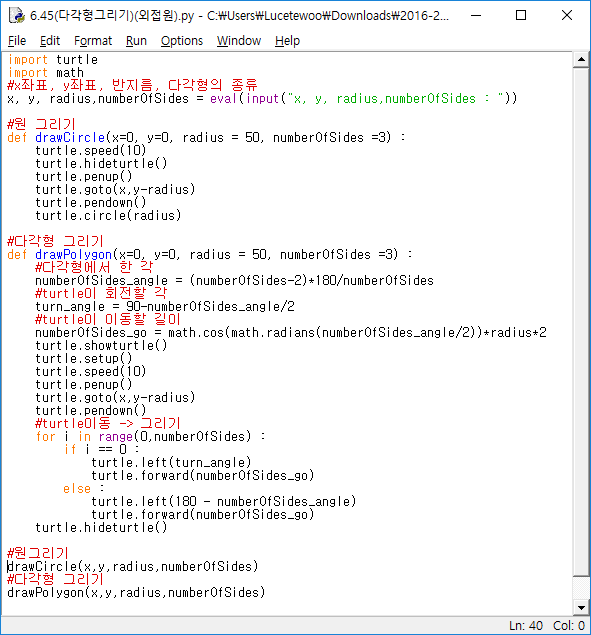 6.45(다각형그리기)(외접원).py - C:\Users\Lucetewoo\Downloads\2016-2...
File Edit Format Run Options Window Help
import turtle
import math
#x좌표, y좌표, 반지름, 다각형의 종류
x, y, radius,numberOfSides = eval(input("x, y, radius,numberOfSides : "))
#원 그리기
def drawCircle(x=0, y=0, radius = 50, numberOfSides =3) :
    turtle.speed(10)
    turtle.hideturtle()
    turtle.penup()
    turtle.goto(x,y-radius)
    turtle.pendown()
    turtle.circle(radius)
#다각형 그리기
def drawPolygon(x=0, y=0, radius = 50, numberOfSides =3) :
    #다각형에서 한 각
    numberOfSides_angle = (numberOfSides-2)*180/numberOfSides
    #turtle이 회전할 각
    turn_angle = 90-numberOfSides_angle/2
    #turtle이 이동할 길이
    numberOfSides_go = math.cos(math.radians(numberOfSides_angle/2))*radius*2
    turtle.showturtle()
    turtle.setup()
    turtle.speed(10)
    turtle.penup()
    turtle.goto(x,y-radius)
    turtle.pendown()
    #turtle이동 -> 그리기
    for i in range(0,numberOfSides) :
        if i == 0 :
            turtle.left(turn_angle)
            turtle.forward(numberOfSides_go)
        else :
            turtle.left(180 - numberOfSides_angle)
            turtle.forward(numberOfSides_go)
    turtle.hideturtle()
#원그리기
drawCircle(x,y,radius,numberOfSides)
#다각형 그리기
drawPolygon(x,y,radius,numberOfSides)
Ln: 40 Col: 0